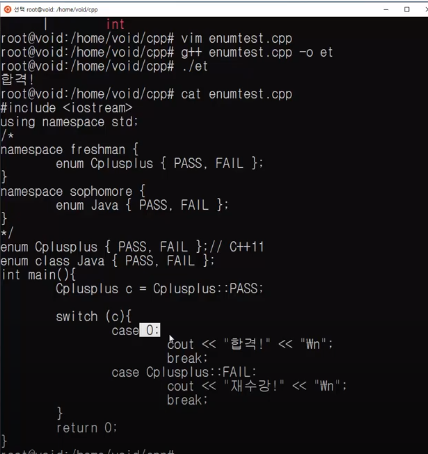 선택 root@void:/home/void/cpp
int
root@void:/home/void/cpp# vim enumtest.cpp
root@void:/home/void/cpp# g++ enumtest.cpp -o et
root@void:/home/void/cpp# ./et
합격!
root@void:/home/void/cpp# cat enumtest.cpp
#include <iostream>
using namespace std;
/*
namespace freshman {
enum Cplusplus { PASS, FAIL };
}
namespace sophomore {
enum Java { PASS, FAIL };
}
*/
enum Cplusplus { PASS, FAIL };// C++11
enum class Java { PASS, FAIL };
int main(){
Cplusplus c = Cplusplus::PASS;
switch (c){
case 0:
cout << "합격!" << "₩n";
break;
case Cplusplus::FAIL:
cout << "재수강!" << "₩n";
break;
}
return 0;
}
root@void:/home/void/cpp#